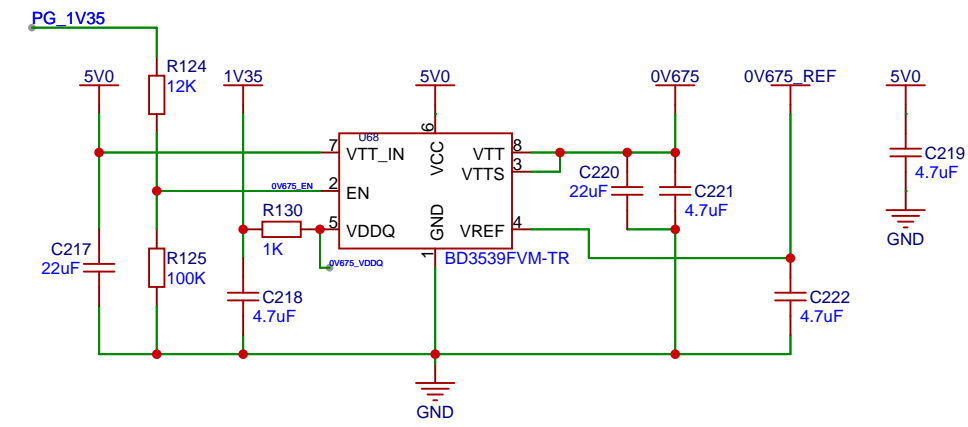 PG_1V35
R124
12K
5V0
1V35
5V0
0V675
0V675_REF
5V0
U68
6
7
VTT_IN
VCC
VTT
8
VTTS
3
C219
4.7uF
0V675_EN
2
EN
C220
22uF
C221
4.7uF
R130
1K
5
VDDQ
GND
VREF
4
GND
C217
22uF
R125
100K
0V675_VDDQ
1
BD3539FVM-TR
C218
4.7uF
C222
4.7uF
GND